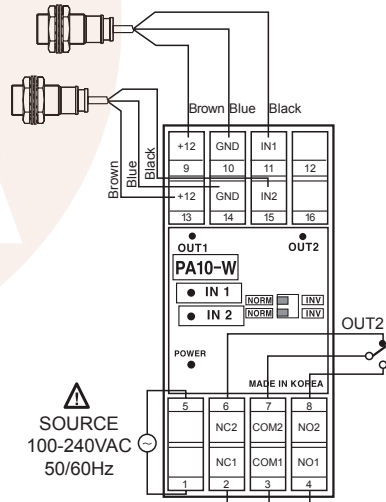 Brown Blue Black
Brown
Blue
Black
+12 GND IN1
9 10 11 12
+12 GND IN2
13 14 15 16
OUT1 OUT2
PA10-W
IN 1
IN 2
NORM INV
NORM INV
OUT2
POWER
MADE IN KOREA
SOURCE
100-240VAC
50/60Hz
5 6 7 8
NC2 COM2 NO2
NC1 COM1 NO1
1 2 3 4